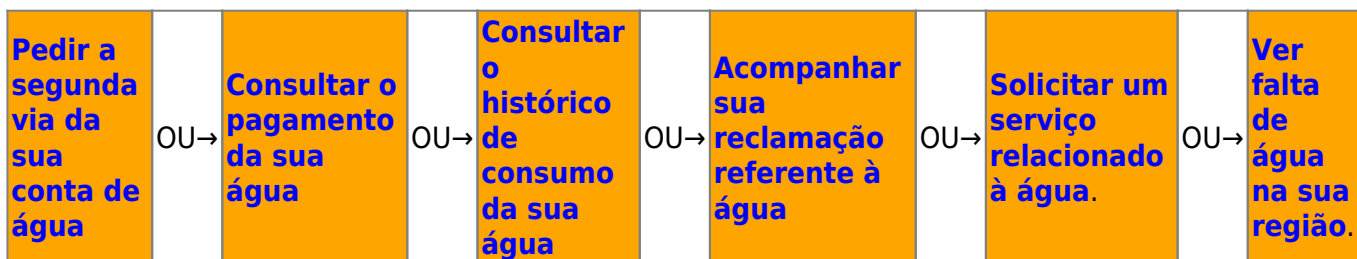 Pedir a
segunda
via da
sua
conta de
água
OU→
Consultar o
pagamento
da sua
água
OU→
Consultar
o
histórico
de
consumo
da sua
água
OU→
Acompanhar
sua
reclamação
referente à
água
OU→
Solicitar um
serviço
relacionado
à água.
OU→
Ver
falta
de
água
na sua
região.